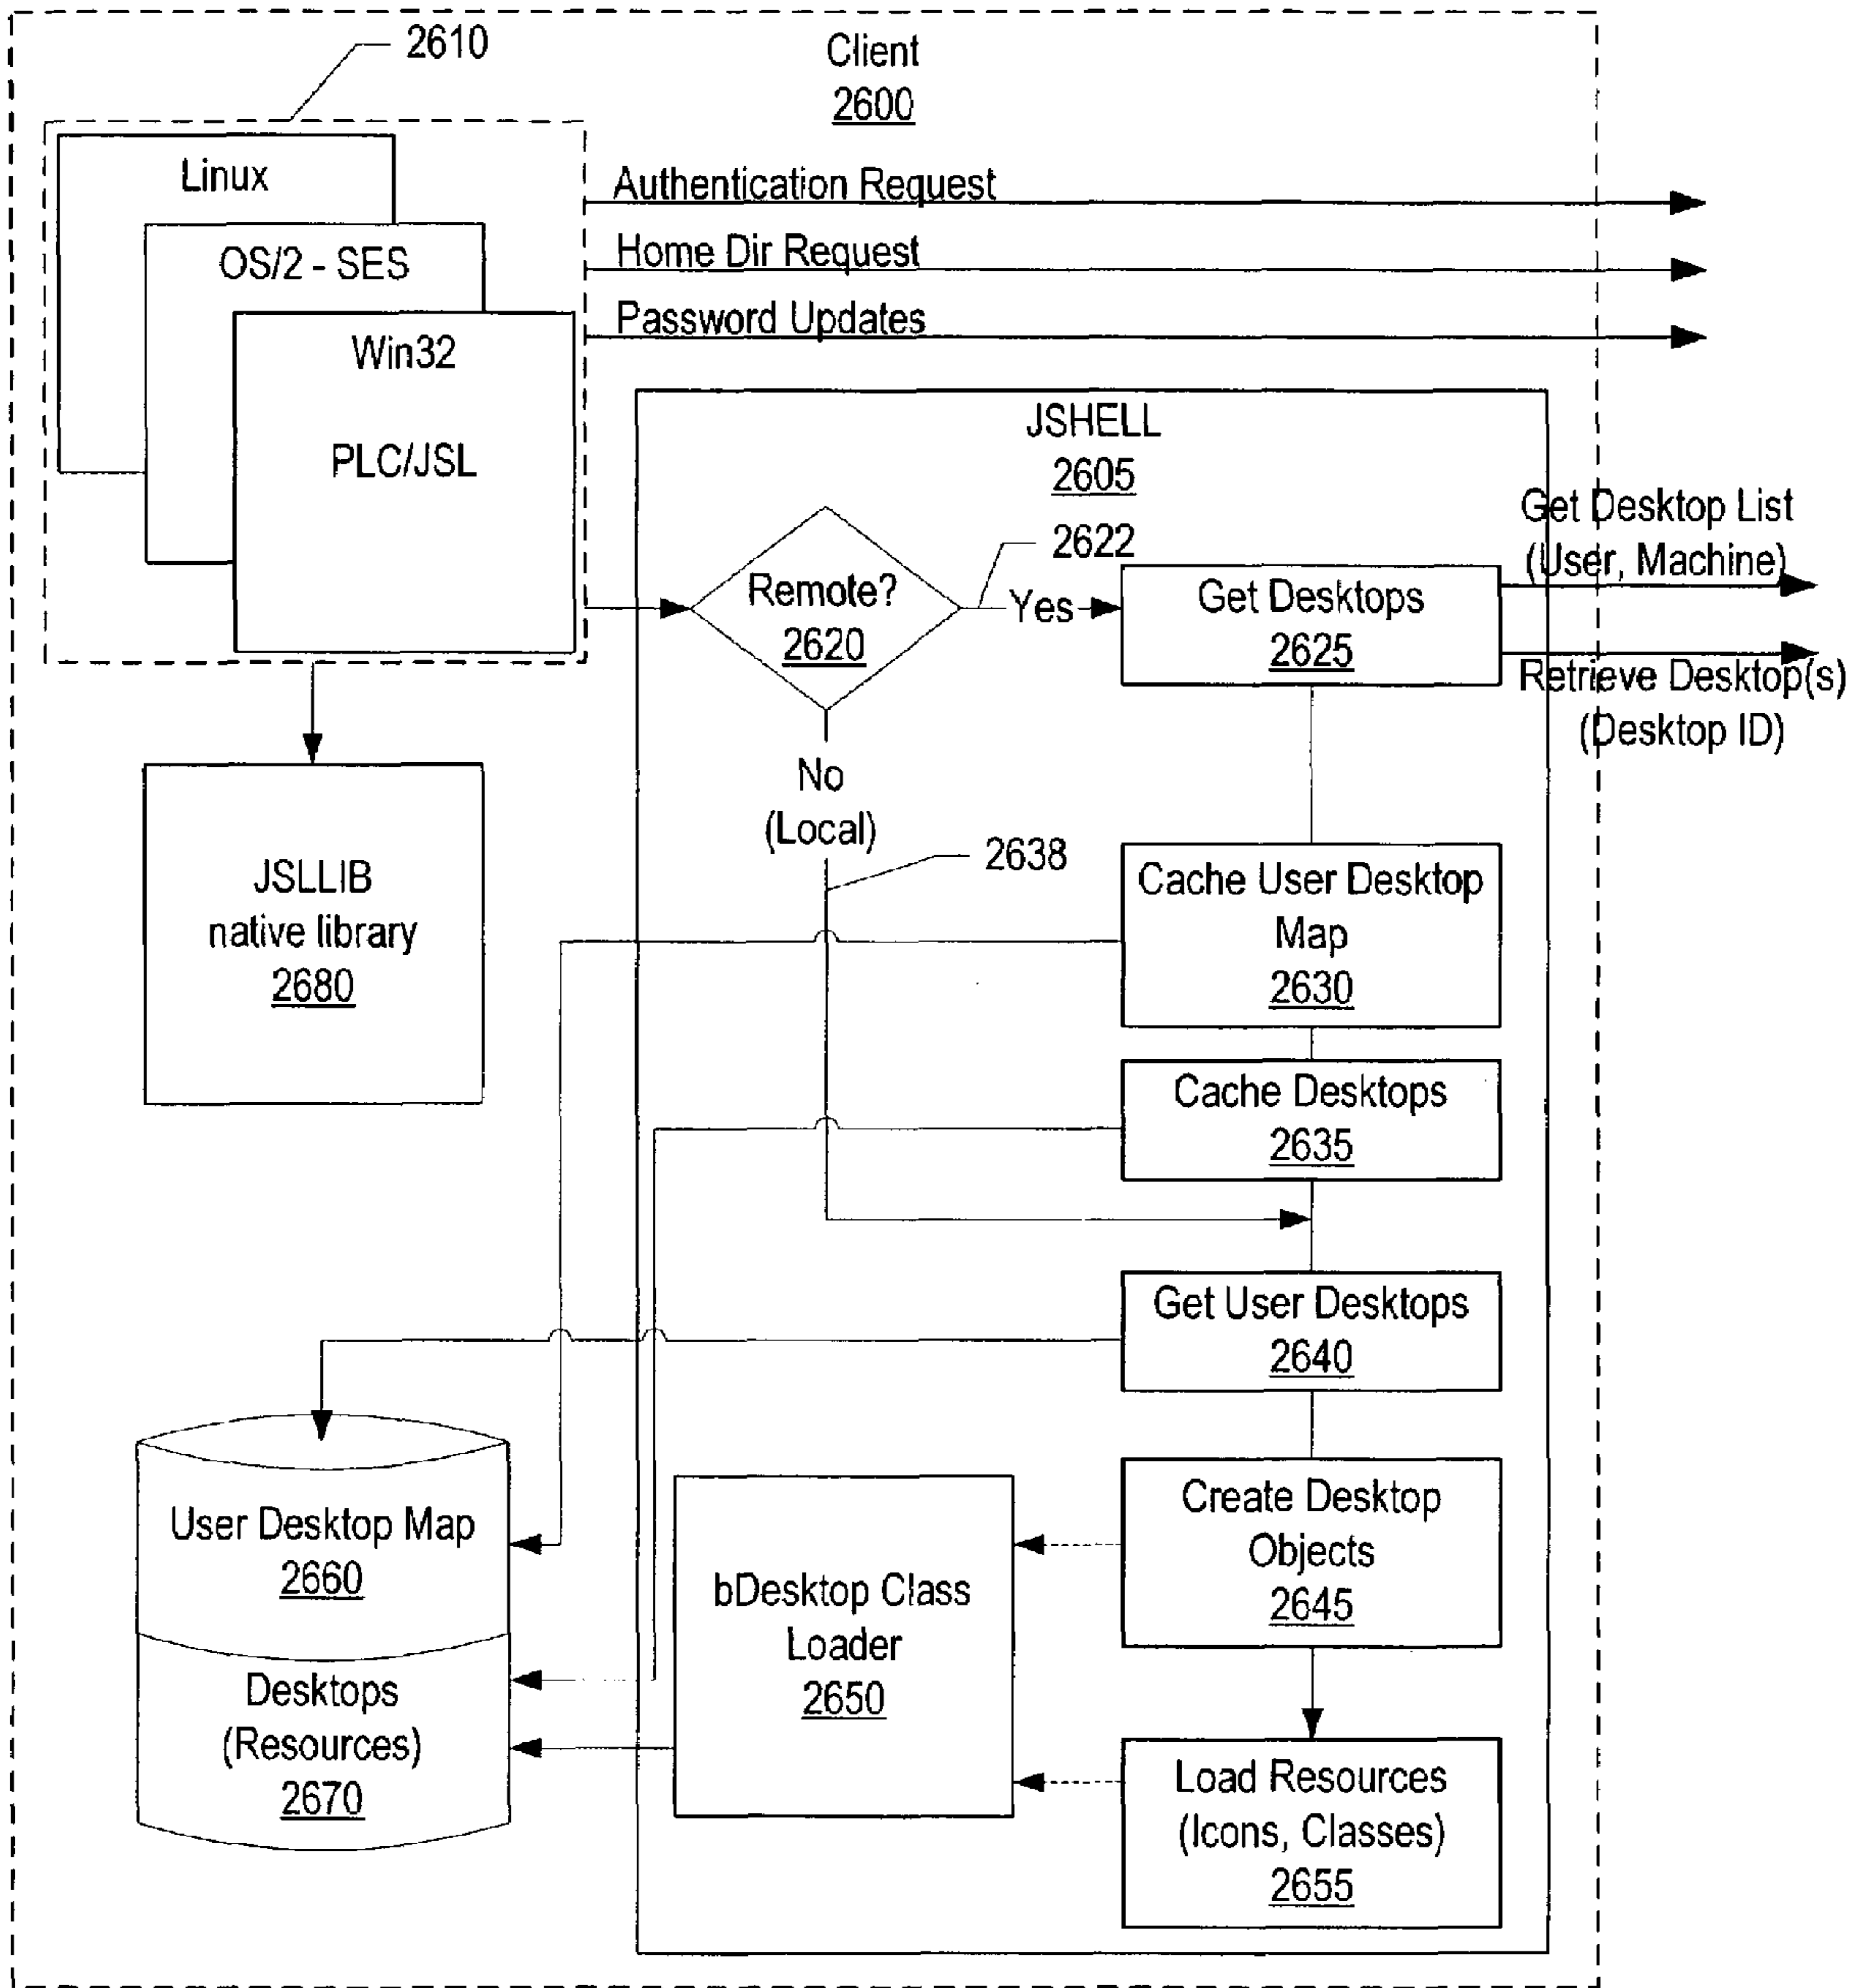 2610
Client
2600
Linux
OS/2 - SES
Win32
PLC/JSL
Authentication Request
Home Dir Request
Password Updates
JSHELL
2605
2622
Remote?
2620
Yes
Get Desktops
2625
Get Desktop List
(User, Machine)
Retrieve Desktop(s)
(Desktop ID)
No
(Local)
2638
JSLLIB
native library
2680
Cache User Desktop
Map
2630
Cache Desktops
2635
Get User Desktops
2640
User Desktop Map
2660
Desktops
(Resources)
2670
bDesktop Class
Loader
2650
Create Desktop
Objects
2645
Load Resources
(Icons, Classes)
2655